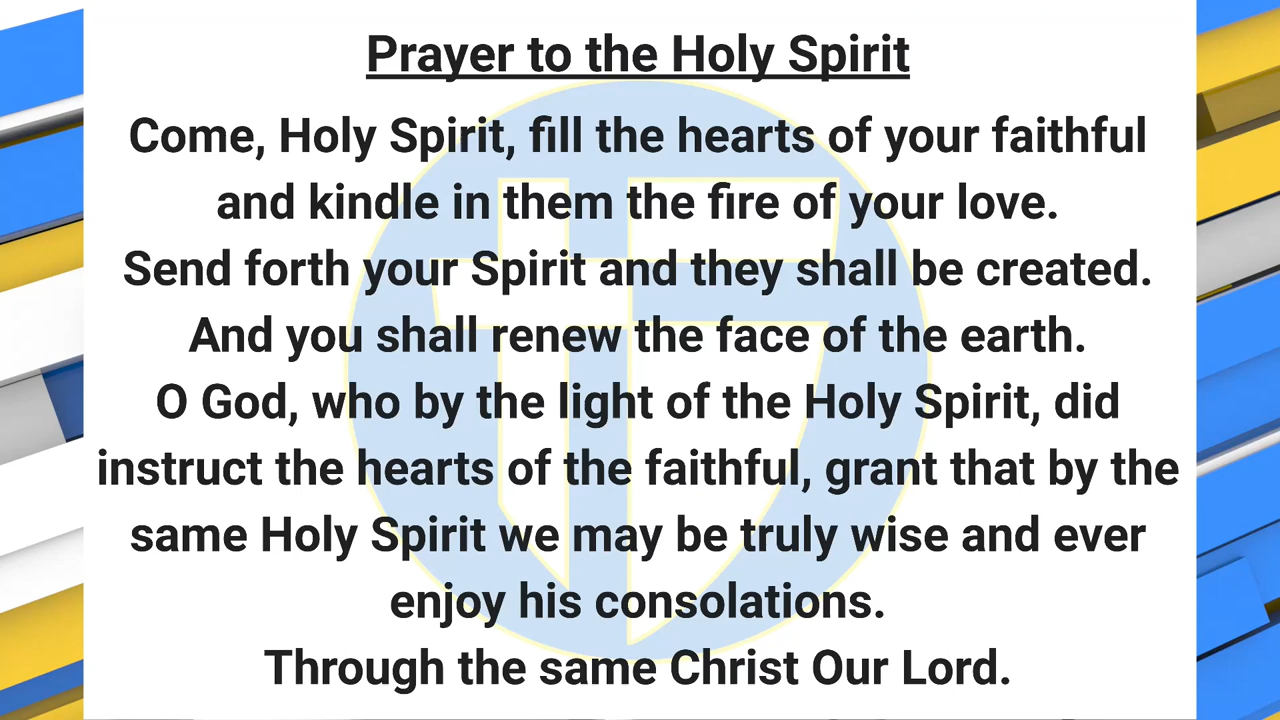 Prayer to the Holy Spirit
Come, Holy Spirit, fill the hearts of your faithful
and kindle in them the fire of your love.
Send forth your Spirit and they shall be created.
And you shall renew the face of the earth.
O God, who by the light of the Holy Spirit, did
instruct the hearts of the faithful, grant that by the
same Holy Spirit we may be truly wise and ever
enjoy his consolations.
Through the same Christ Our Lord.